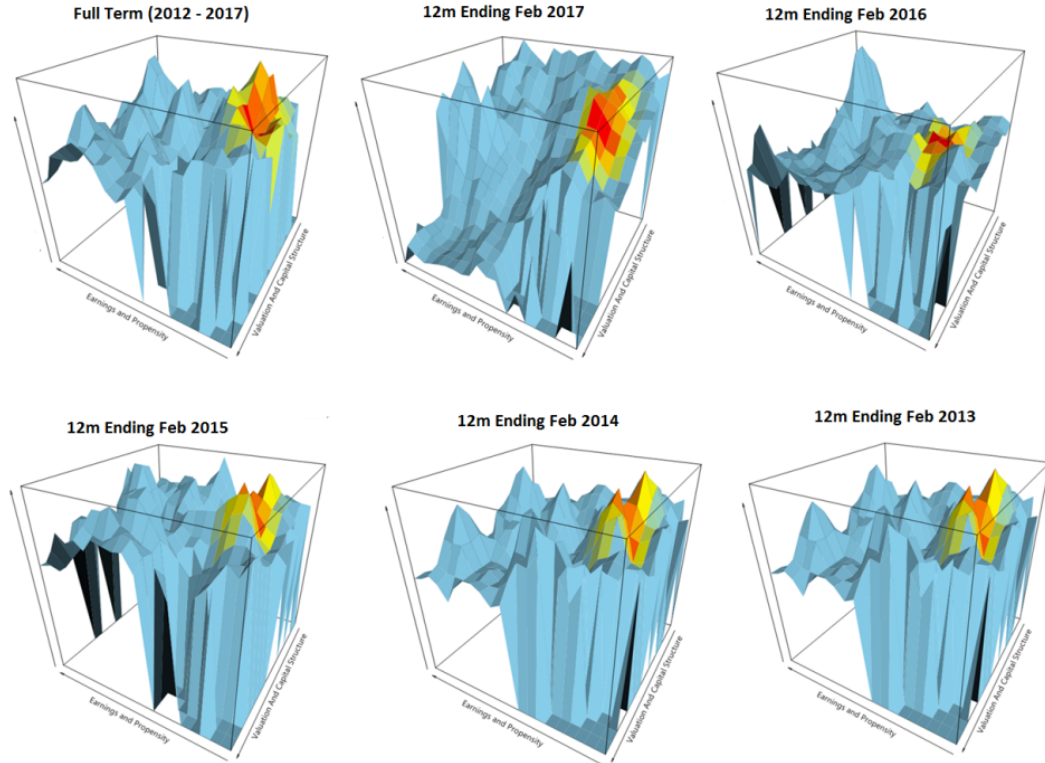 Full Term (2012 - 2017)
12m Ending Feb 2017
12m Ending Feb 2016
Earnings and Propensity
Valuation And Capital Structure
Earnings and Propensity
Valuation And Capital Structure
Earnings and Propensity
Valuation And Capital Structure
12m Ending Feb 2015
12m Ending Feb 2014
12m Ending Feb 2013
Earnings and Propensity
Valuation And Capital Structure
Earnings and Propensity
Valuation And Capital Structure
Earnings and Propensity
Valuation And Capital Structure